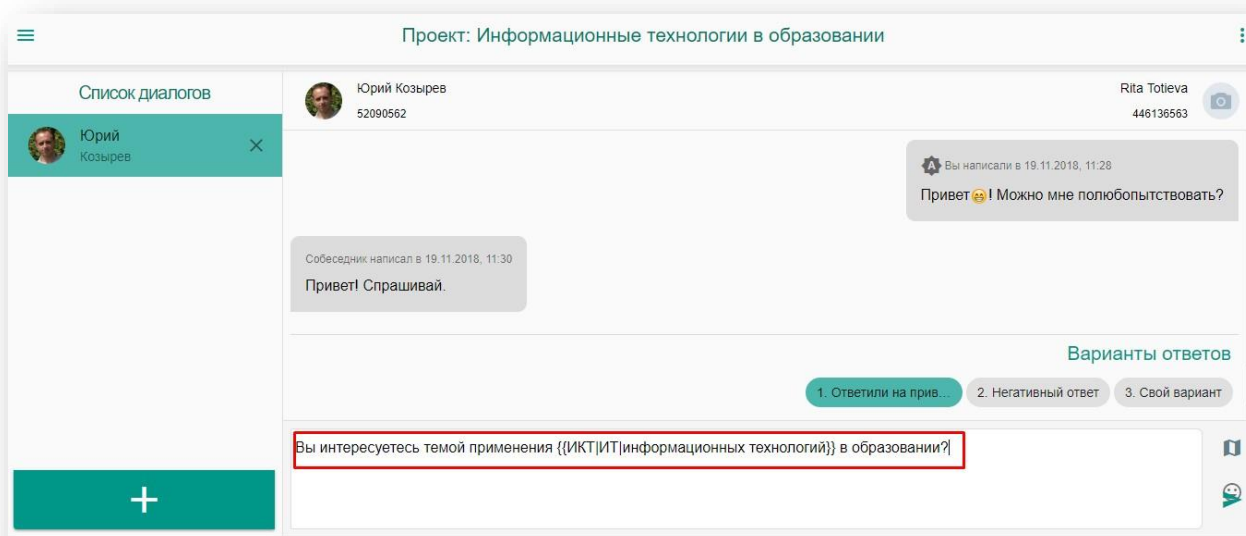 Проект: Информационные технологии в образовании
Список диалогов
Юрий
Козырев
Юрий Козырев
52090562
Rita Totieva
446136563
Вы написали в 19.11.2018, 11:28
Привет😁! Можно мне полюбопытствовать?
Собеседник написал в 19.11.2018, 11:30
Привет! Спрашивай.
Варианты ответов
1. Ответили на прив...
2. Негативный ответ
3. Свой вариант
Вы интересуетесь темой применения {{ИКТ|ИТ|информационных технологий}} в образовании?